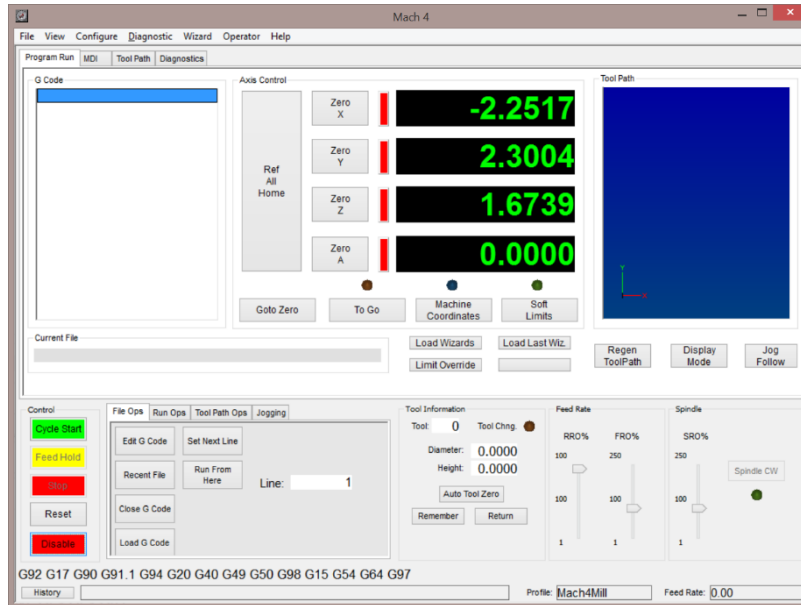 Mach 4
File View Configure Diagnostic Wizard Operator Help
Program Run MDI Tool Path Diagnostics
G Code
Axis Control
Tool Path
Ref
All
Home
Zero
X
-2.2517
Zero
Y
2.3004
Zero
Z
1.6739
Zero
A
0.0000
Y
X
Goto Zero
To Go
Machine
Coordinates
Soft
Limits
Current File
Load Wizards
Load Last Wiz.
Limit Override
Regen
ToolPath
Display
Mode
Jog
Follow
Control
Cycle Start
Feed Hold
Stop
Reset
Disable
File Ops Run Ops Tool Path Ops Jogging
Edit G Code
Set Next Line
Recent File
Run From
Here
Line: 1
Close G Code
Load G Code
Tool Information
Tool: 0 Tool Chng.
Diameter: 0.0000
Height: 0.0000
Auto Tool Zero
Remember
Return
Feed Rate
RRO% FRO%
100 250
100 100
1 1
Spindle
SRO%
250
100
1
Spindle CW
G92 G17 G90 G91.1 G94 G20 G40 G49 G50 G98 G15 G54 G64 G97
History
Profile: Mach4Mill
Feed Rate: 0.00